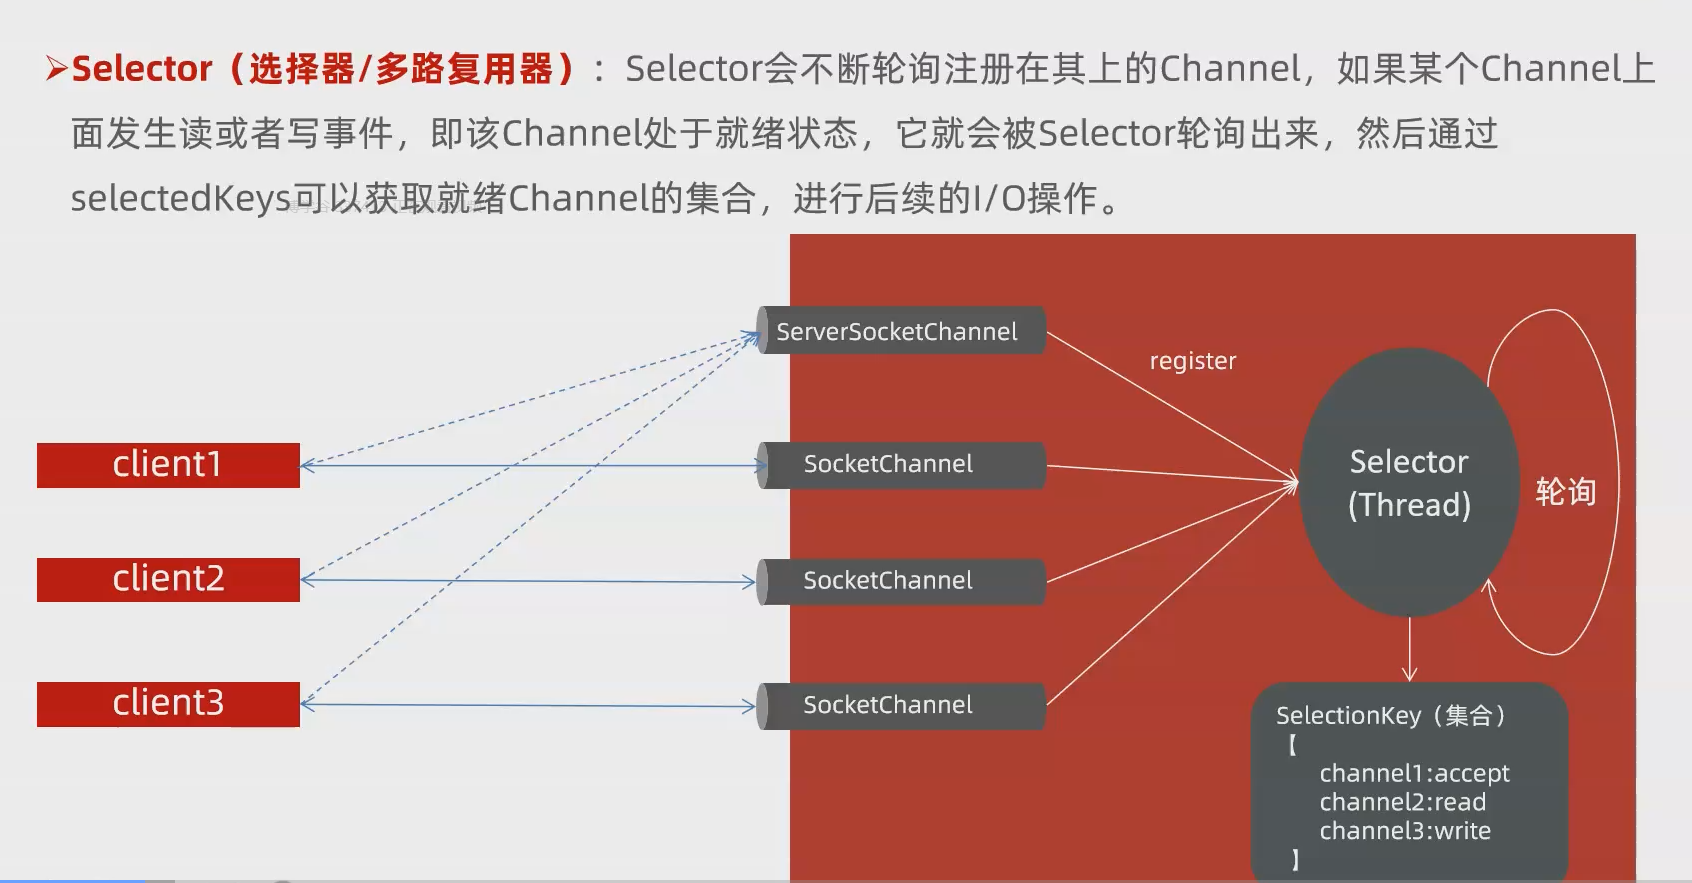 ➢Selector（选择器/多路复用器）：Selector会不断轮询注册在其上的Channel，如果某个Channel上
面发生读或者写事件，即该Channel处于就绪状态，它就会被Selector轮询出来，然后通过
selectedKeys可以获取就绪Channel的集合，进行后续的I/O操作。
ServerSocketChannel
register
client1
SocketChannel
Selector
(Thread)
轮询
client2
SocketChannel
client3
SocketChannel
SelectionKey（集合）
【
channel1:accept
channel2:read
channel3:write
】